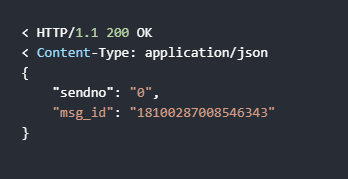 < HTTP/1.1 200 OK
< Content-Type: application/json
{
    "sendno": "0",
    "msg_id": "18100287008546343"
}